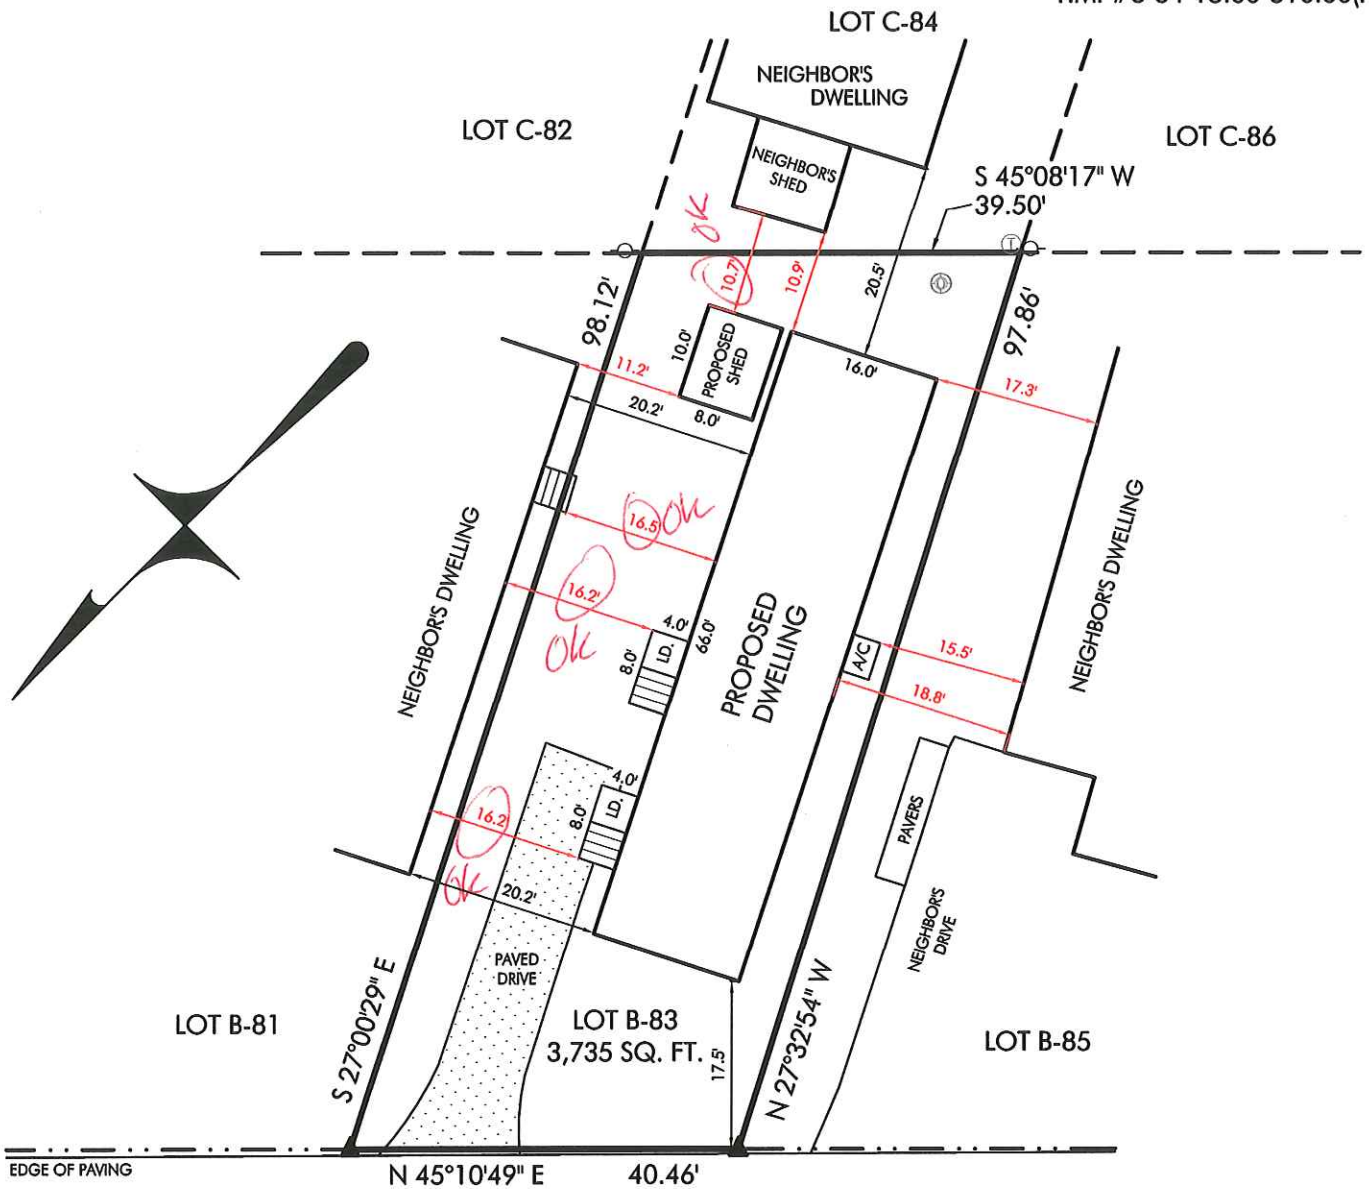 LOT C-84
NEIGHBOR'S
DWELLING
LOT C-82
LOT C-86
NEIGHBOR'S
SHED
S 45°08'17" W
39.50'
OK
10.7'
10.9'
20.5'
98.12'
97.86'
10.0'
PROPOSED
SHED
11.2'
16.0'
17.3'
20.2'
8.0'
16.5
OK
NEIGHBOR'S DWELLING
NEIGHBOR'S DWELLING
16.2'
OK
4.0'
LD.
8.0'
66.0'
PROPOSED
DWELLING
A/C
15.5'
18.8'
4.0'
LD.
8.0'
16.2'
OK
PAVERS
20.2'
NEIGHBOR'S
DRIVE
PAVED
DRIVE
S 27°00'29" E
N 27°32'54" W
LOT B-81
LOT B-83
3,735 SQ. FT.
17.5'
LOT B-85
EDGE OF PAVING
N 45°10'49" E
40.46'